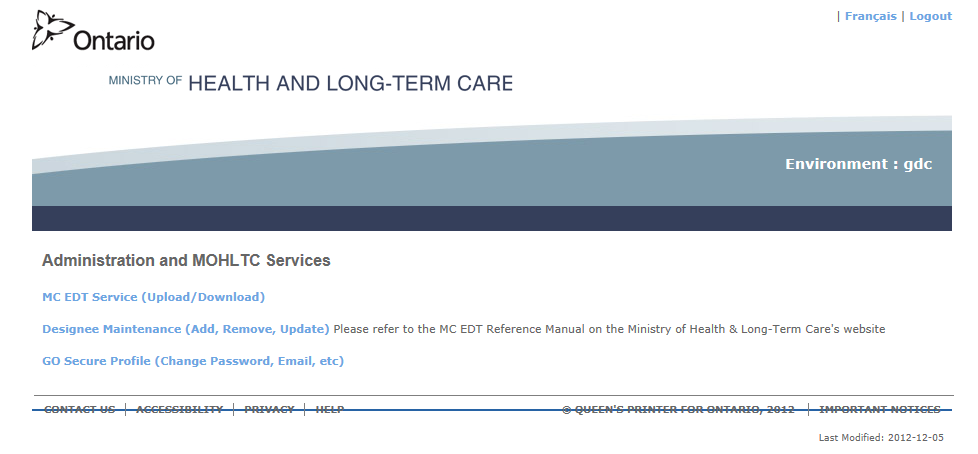 | Français | Logout
Ontario
MINISTRY OF HEALTH AND LONG-TERM CARE
Environment : gdc
Administration and MOHLTC Services
MC EDT Service (Upload/Download)
Designee Maintenance (Add, Remove, Update) Please refer to the MC EDT Reference Manual on the Ministry of Health & Long-Term Care's website
GO Secure Profile (Change Password, Email, etc)
CONTACT US | ACCESSIBILITY | PRIVACY | HELP © QUEEN'S PRINTER FOR ONTARIO, 2012 | IMPORTANT NOTICES
Last Modified: 2012-12-05